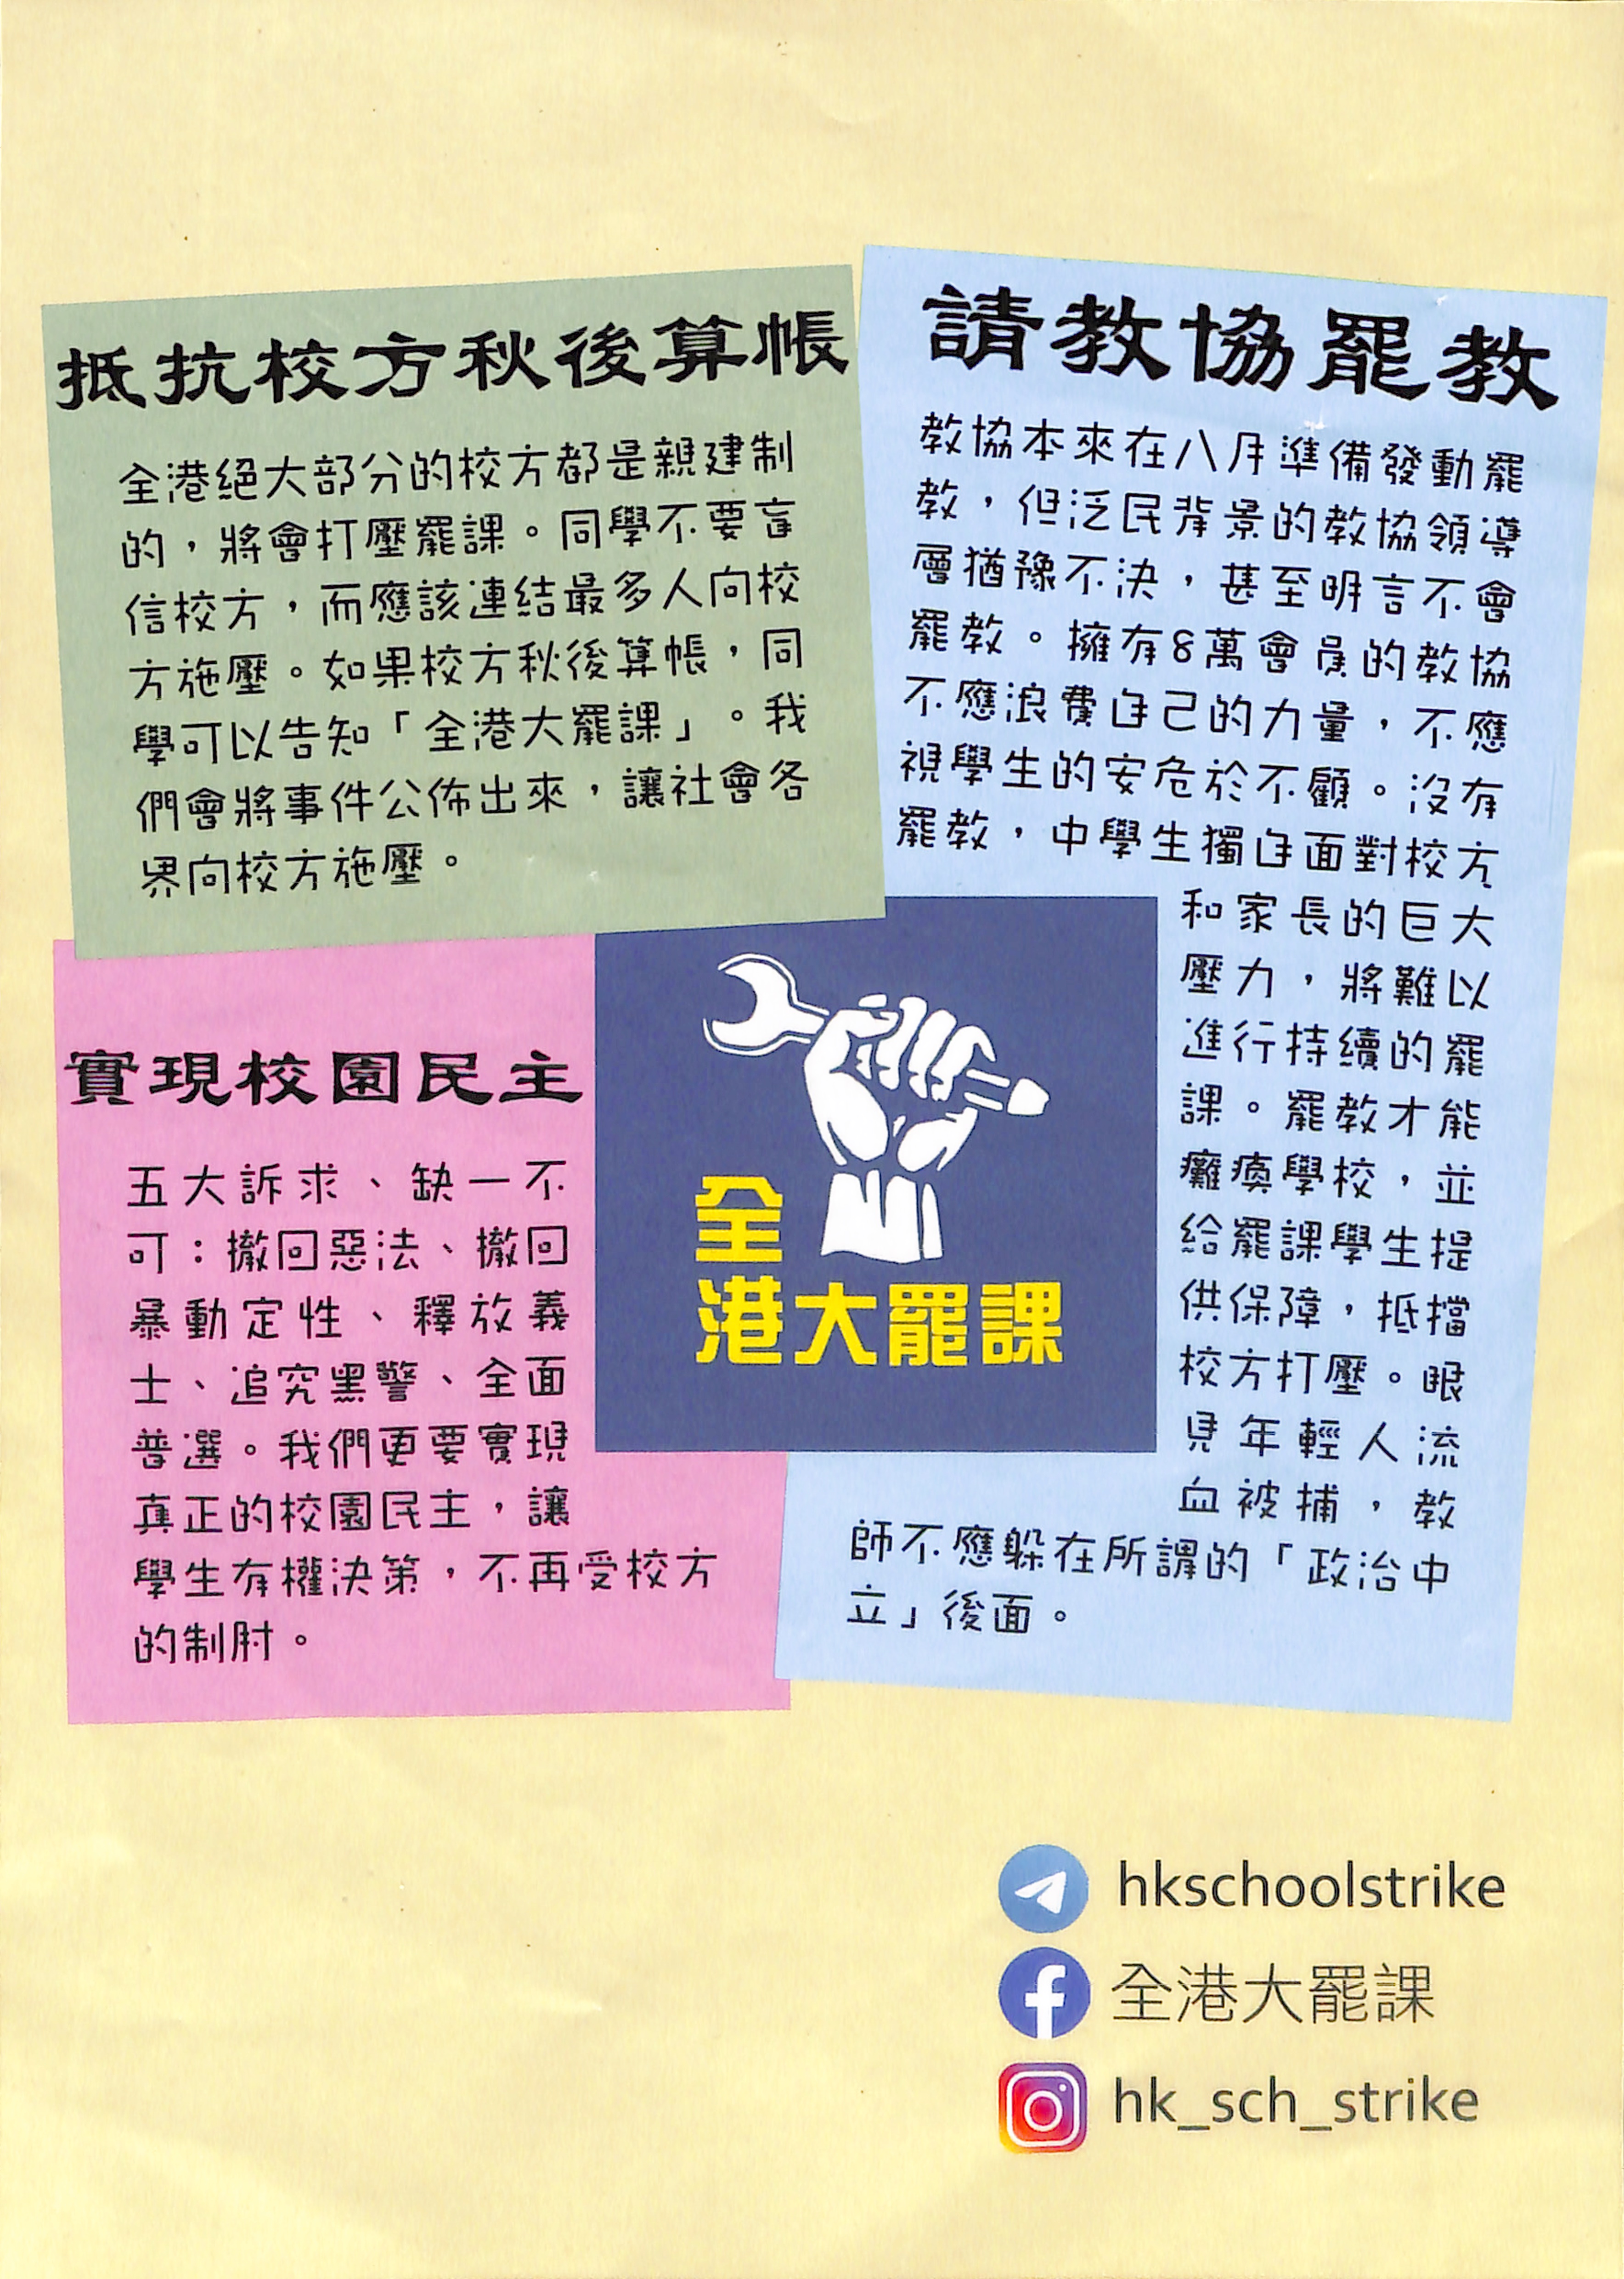 抵抗校方秋後算帳
全港絕大部分的校方都是親建制
的，將會打壓罷課。同學不要盲
信校方，而應該連結最多人向校
方施壓。如果校方秋後算帳，同
學可以告知「全港大罷課」。我
們會將事件公佈出來，讓社會各
界向校方施壓。
請教協罷教
教協本來在八月準備發動罷
教，但泛民背景的教協領導
層猶豫不決，甚至明言不會
罷教。擁有8萬會員的教協
不應浪費自己的力量，不應
視學生的安危於不顧。沒有
罷教，中學生獨自面對校方
和家長的巨大
壓力，將難以
進行持續的罷
課。罷教才能
癱瘓學校，並
給罷課學生提
供保障，抵擋
校方打壓。眼
見年輕人流
血被捕，教
師不應躲在所謂的「政治中
立」後面。
實現校園民主
五大訴求、缺一不
可：撤回惡法、撤回
暴動定性、釋放義
士、追究黑警、全面
普選。我們更要實現
真正的校園民主，讓
學生有權決策，不再受校方
的制肘。
全
港大罷課
hkschoolstrike
全港大罷課
hk_sch_strike